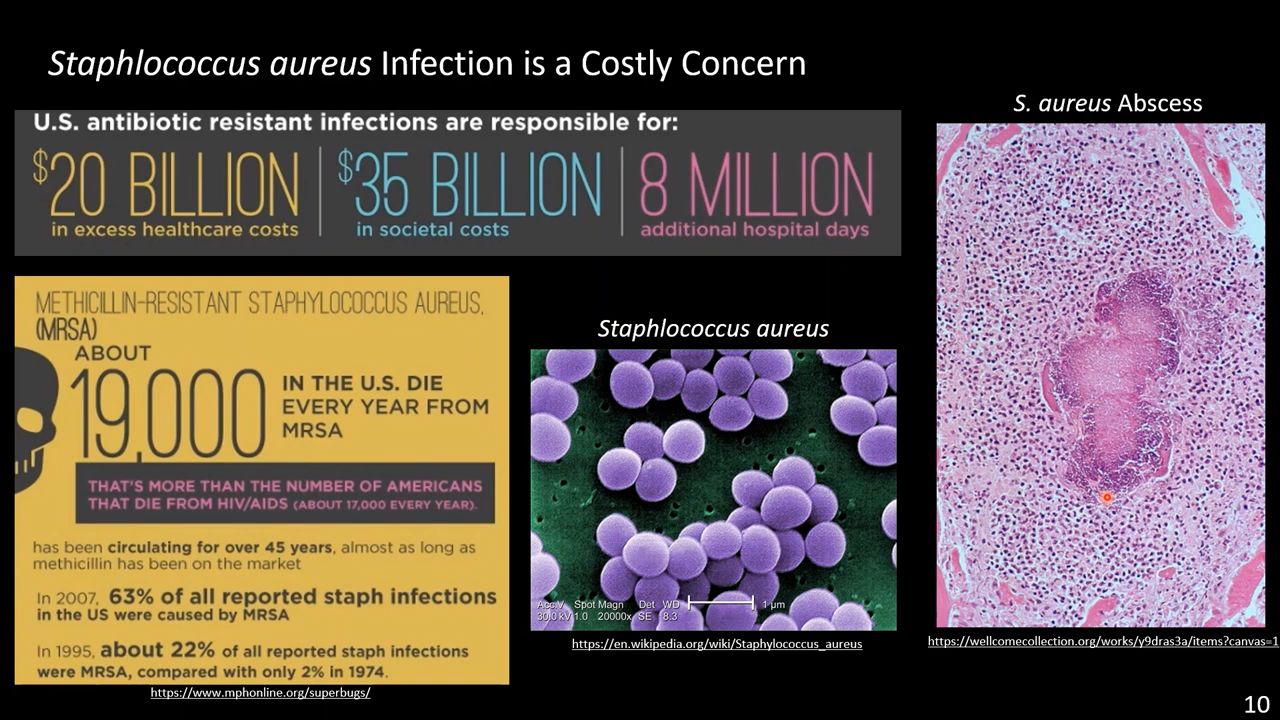 Staphlococcus aureus Infection is a Costly Concern
U.S. antibiotic resistant infections are responsible for:
$20 BILLION
in excess healthcare costs
$35 BILLION
in societal costs
8 MILLION
additional hospital days
METHICILLIN-RESISTANT STAPHYLOCOCCUS AUREUS,
(MRSA)
ABOUT
19,000
IN THE U.S. DIE
EVERY YEAR FROM
MRSA
THAT'S MORE THAN THE NUMBER OF AMERICANS
THAT DIE FROM HIV/AIDS (ABOUT 17,000 EVERY YEAR).
has been circulating for over 45 years, almost as long as
methicillin has been on the market
In 2007, 63% of all reported staph infections
in the US were caused by MRSA
In 1995, about 22% of all reported staph infections
were MRSA, compared with only 2% in 1974.
https://www.mphonline.org/superbugs/
Staphlococcus aureus
Acc.V Spot Magn Det WD
30.0 kV 1.0 20000x SE 8.3
1 µm
https://en.wikipedia.org/wiki/Staphylococcus_aureus
S. aureus Abscess
https://wellcomecollection.org/works/y9dras3a/items?canvas=1
10